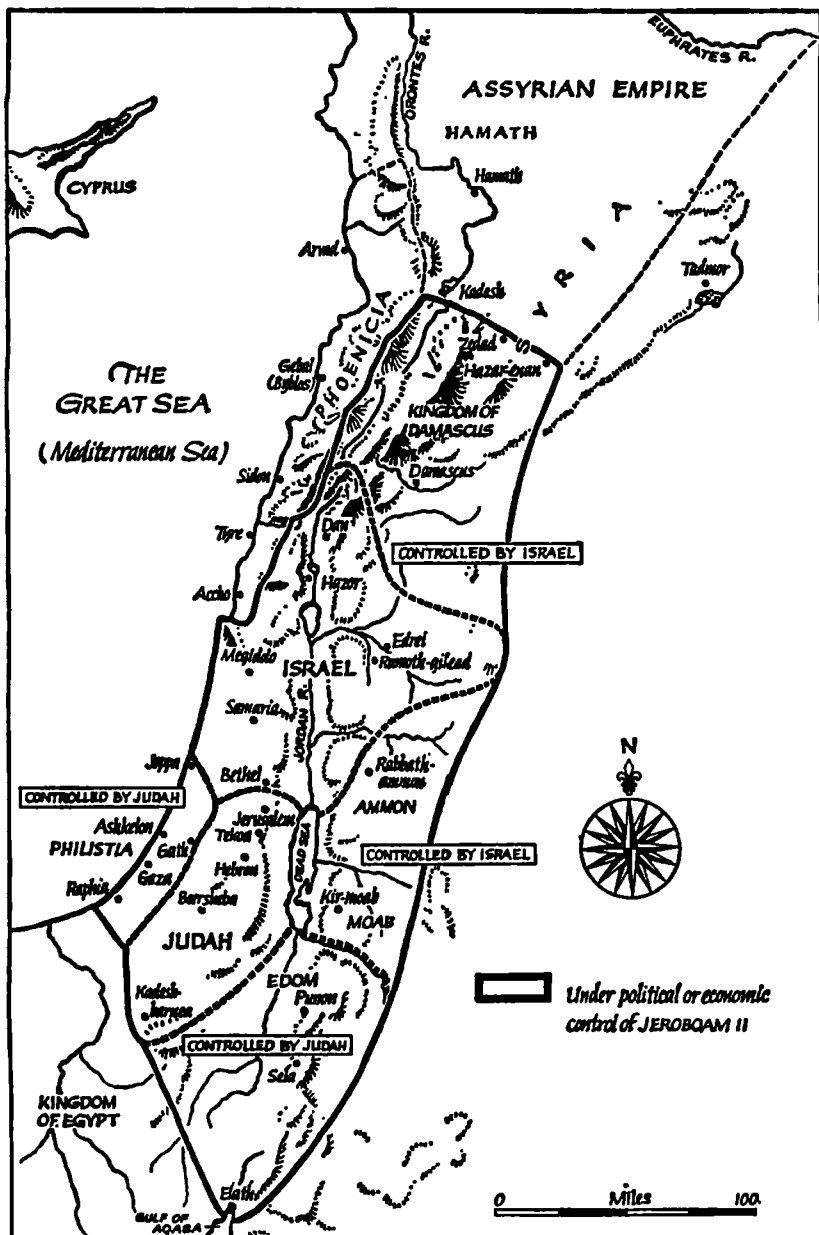 EUPHRATES R.
ORONTES R.
ASSYRIAN EMPIRE
HAMATH
Hamath
CYPRUS
Arvad
SYRIA
Tadmor
Kadesh
PHOENICIA
Zedad
Hazar-enan
Gebal
(Byblos)
THE
GREAT SEA
(Mediterranean Sea)
KINGDOM OF
DAMASCUS
Damascus
Sidon
Dan
Tyre
CONTROLLED BY ISRAEL
Hazor
Accho
Edrei
Ramoth-gilead
Megiddo
ISRAEL
Samaria
JORDAN R.
Joppa
Bethel
Rabbath-
ammon
AMMON
N
CONTROLLED BY JUDAH
Jerusalem
Tekoa
Ashkelon
PHILISTIA
Gath
Gaza
Hebron
DEAD SEA
CONTROLLED BY ISRAEL
Raphia
Beersheba
Kir-moab
MOAB
JUDAH
EDOM
Punon
Kadesh-
barnea
Under political or economic
control of JEROBOAM II
CONTROLLED BY JUDAH
Sela
KINGDOM
OF EGYPT
Elath
GULF OF
AQABA
0 Miles 100